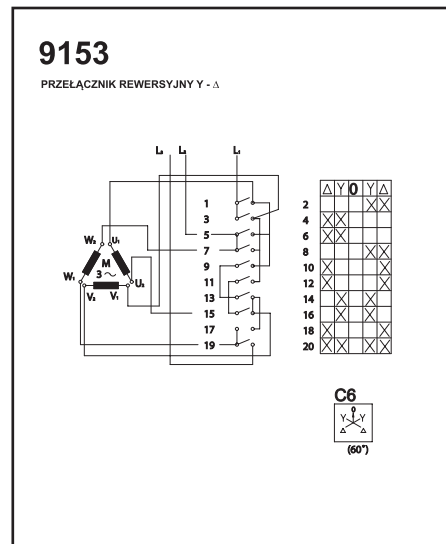 9153
PRZEŁĄCZNIK REWERSYJNY Y - Δ
L₃ L₂ L₁
Δ Y 0 Y Δ
1 2 X X
3 4 X X
5 6 X X
7 8 X X
9 10 X X
11 12 X X
13 14 X X
15 16 X X
17 18 X X
19 20 X X X X
W₂ U₁
M
3 ~
W₁ U₂
V₂ V₁
C6
0
Y Y
Δ Δ
(60°)